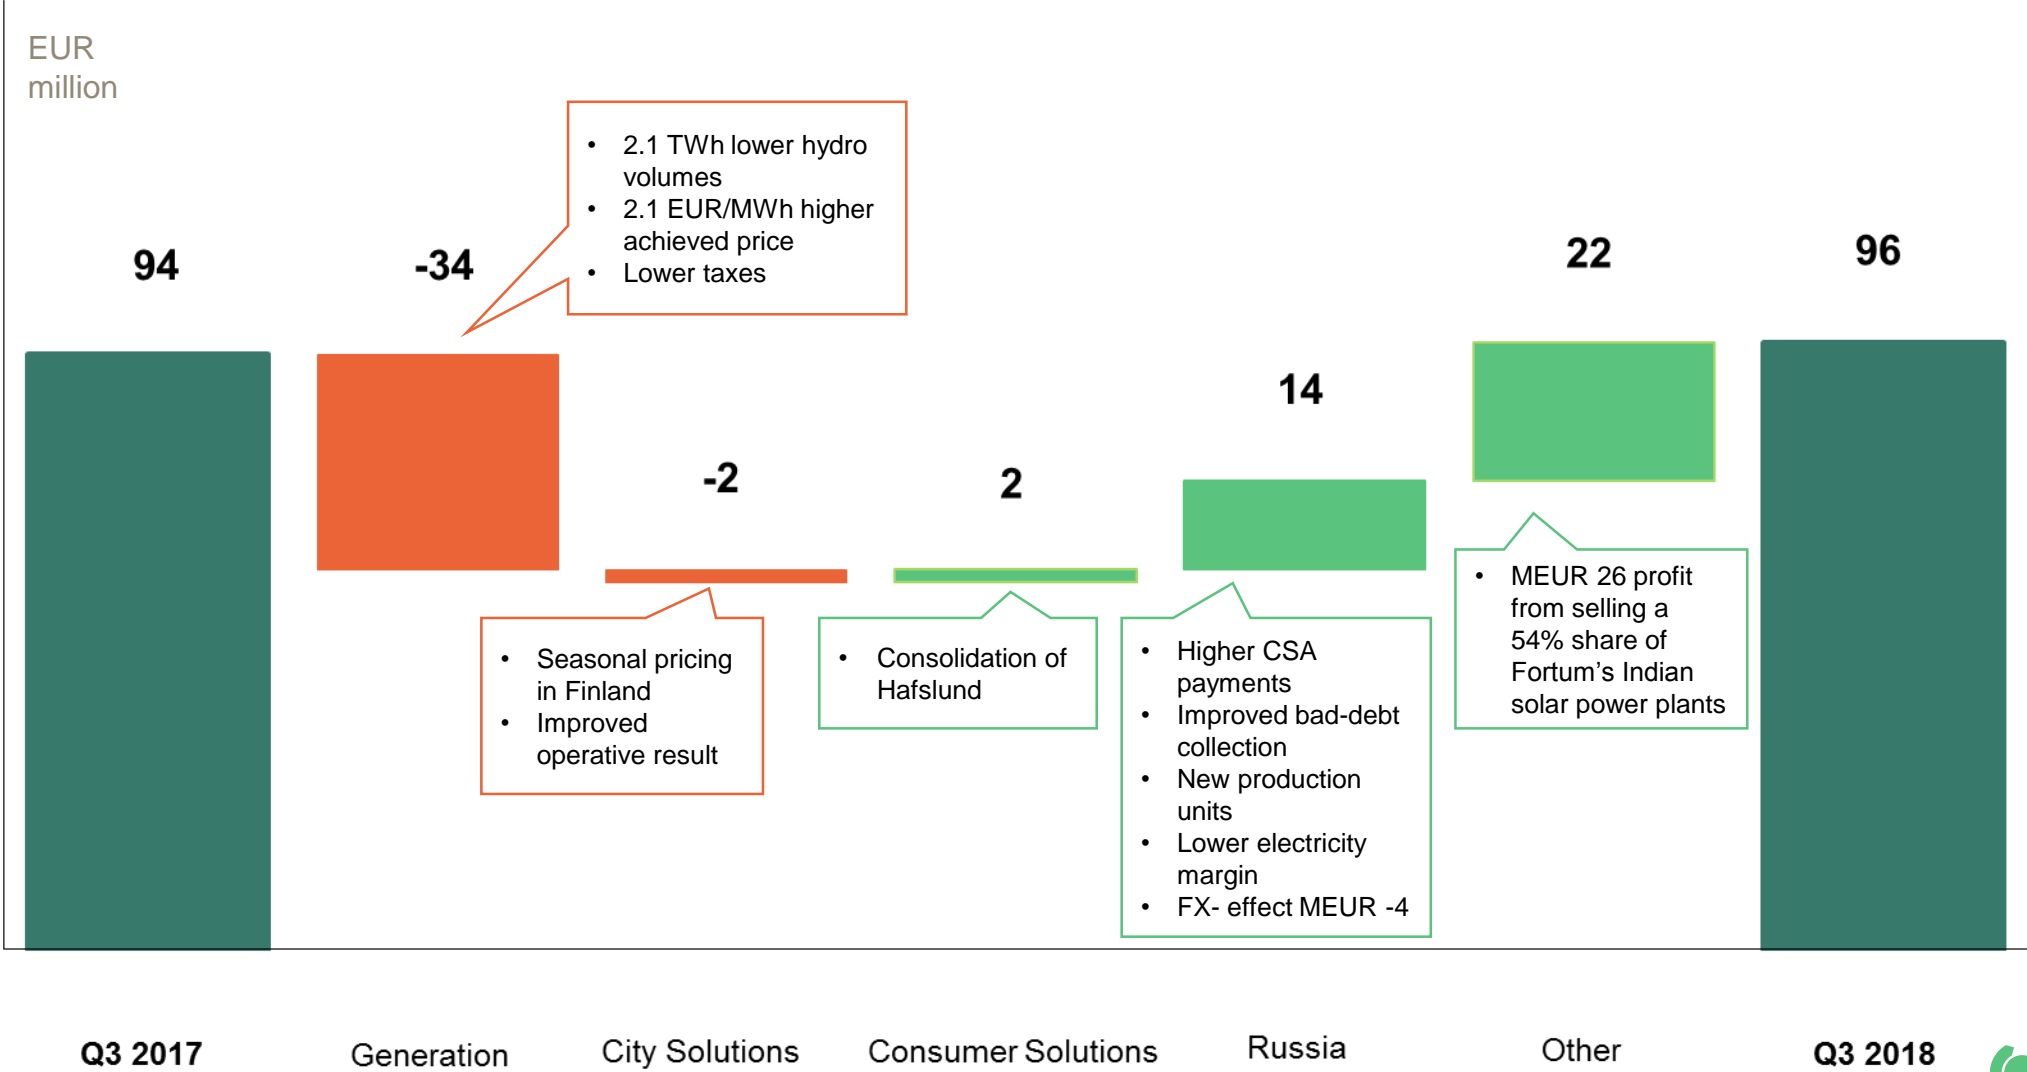 EUR
million
• 2.1 TWh lower hydro
volumes
• 2.1 EUR/MWh higher
achieved price
• Lower taxes
94
-34
-2
2
14
22
96
• Seasonal pricing
in Finland
• Improved
operative result
• Consolidation of
Hafslund
• Higher CSA
payments
• Improved bad-debt
collection
• New production
units
• Lower electricity
margin
• FX- effect MEUR -4
• MEUR 26 profit
from selling a
54% share of
Fortum’s Indian
solar power plants
Q3 2017
Generation
City Solutions
Consumer Solutions
Russia
Other
Q3 2018